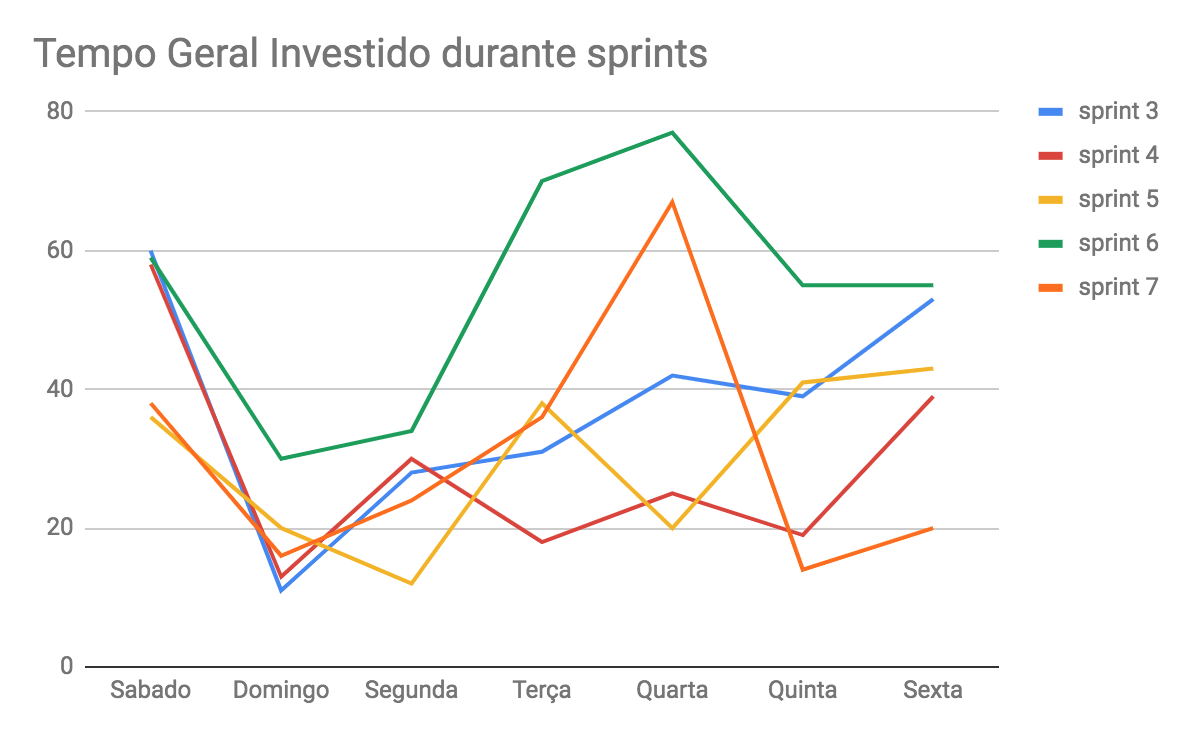 Tempo Geral Investido durante sprints
80
60
40
20
0
Sabado
Domingo
Segunda
Terça
Quarta
Quinta
Sexta
sprint 3
sprint 4
sprint 5
sprint 6
sprint 7